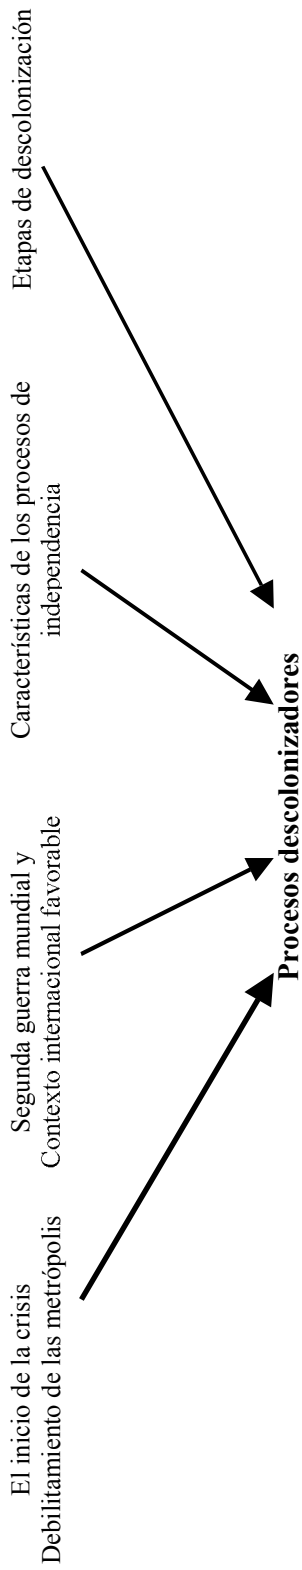 El inicio de la crisis
Debilitamiento de las metrópolis
Segunda guerra mundial y
Contexto internacional favorable
Características de los procesos de
independencia
Etapas de descolonización
Procesos descolonizadores